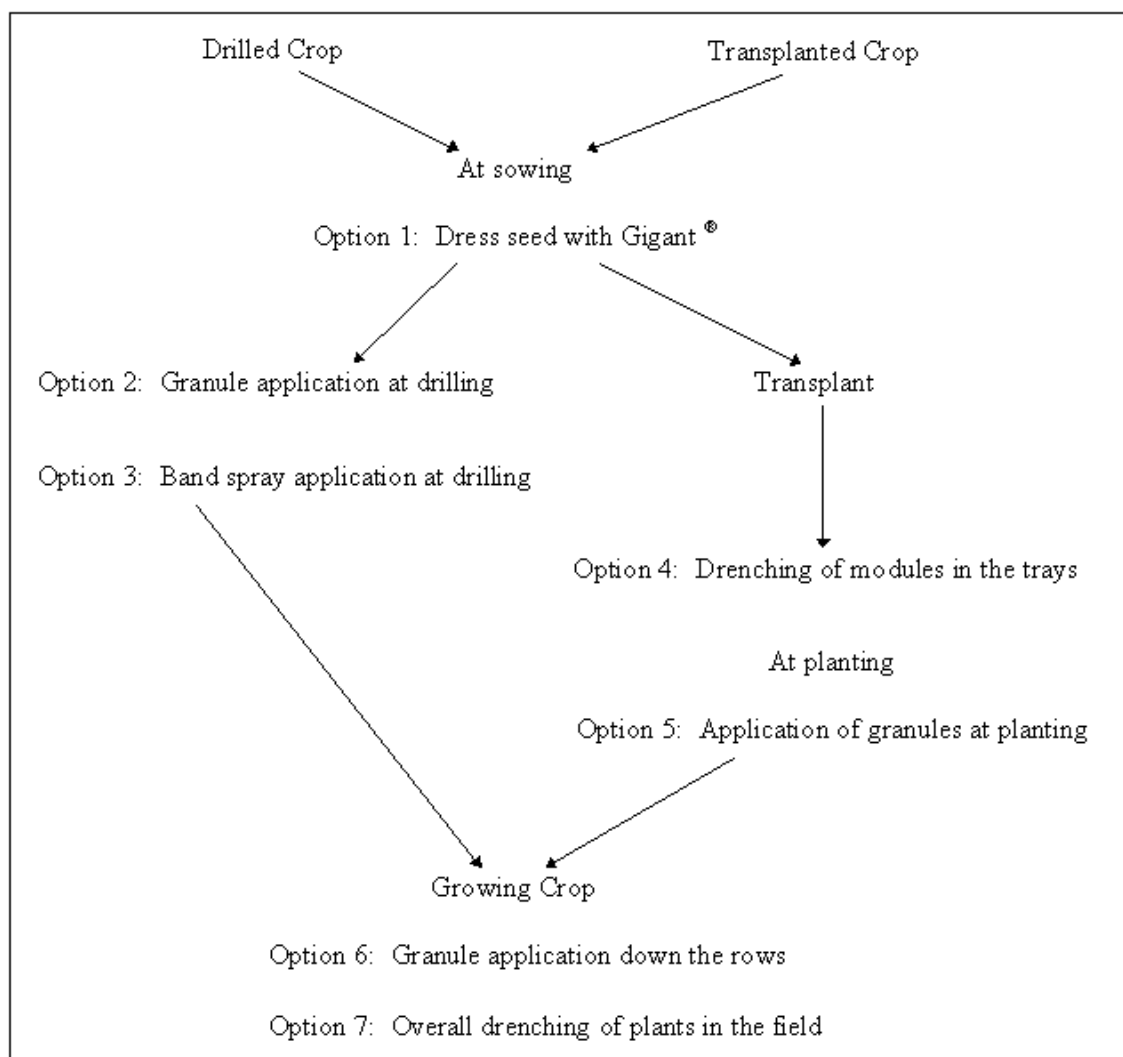 Drilled Crop
Transplanted Crop
At sowing
Option 1: Dress seed with Gigant ®
Option 2: Granule application at drilling
Transplant
Option 3: Band spray application at drilling
Option 4: Drenching of modules in the trays
At planting
Option 5: Application of granules at planting
Growing Crop
Option 6: Granule application down the rows
Option 7: Overall drenching of plants in the field